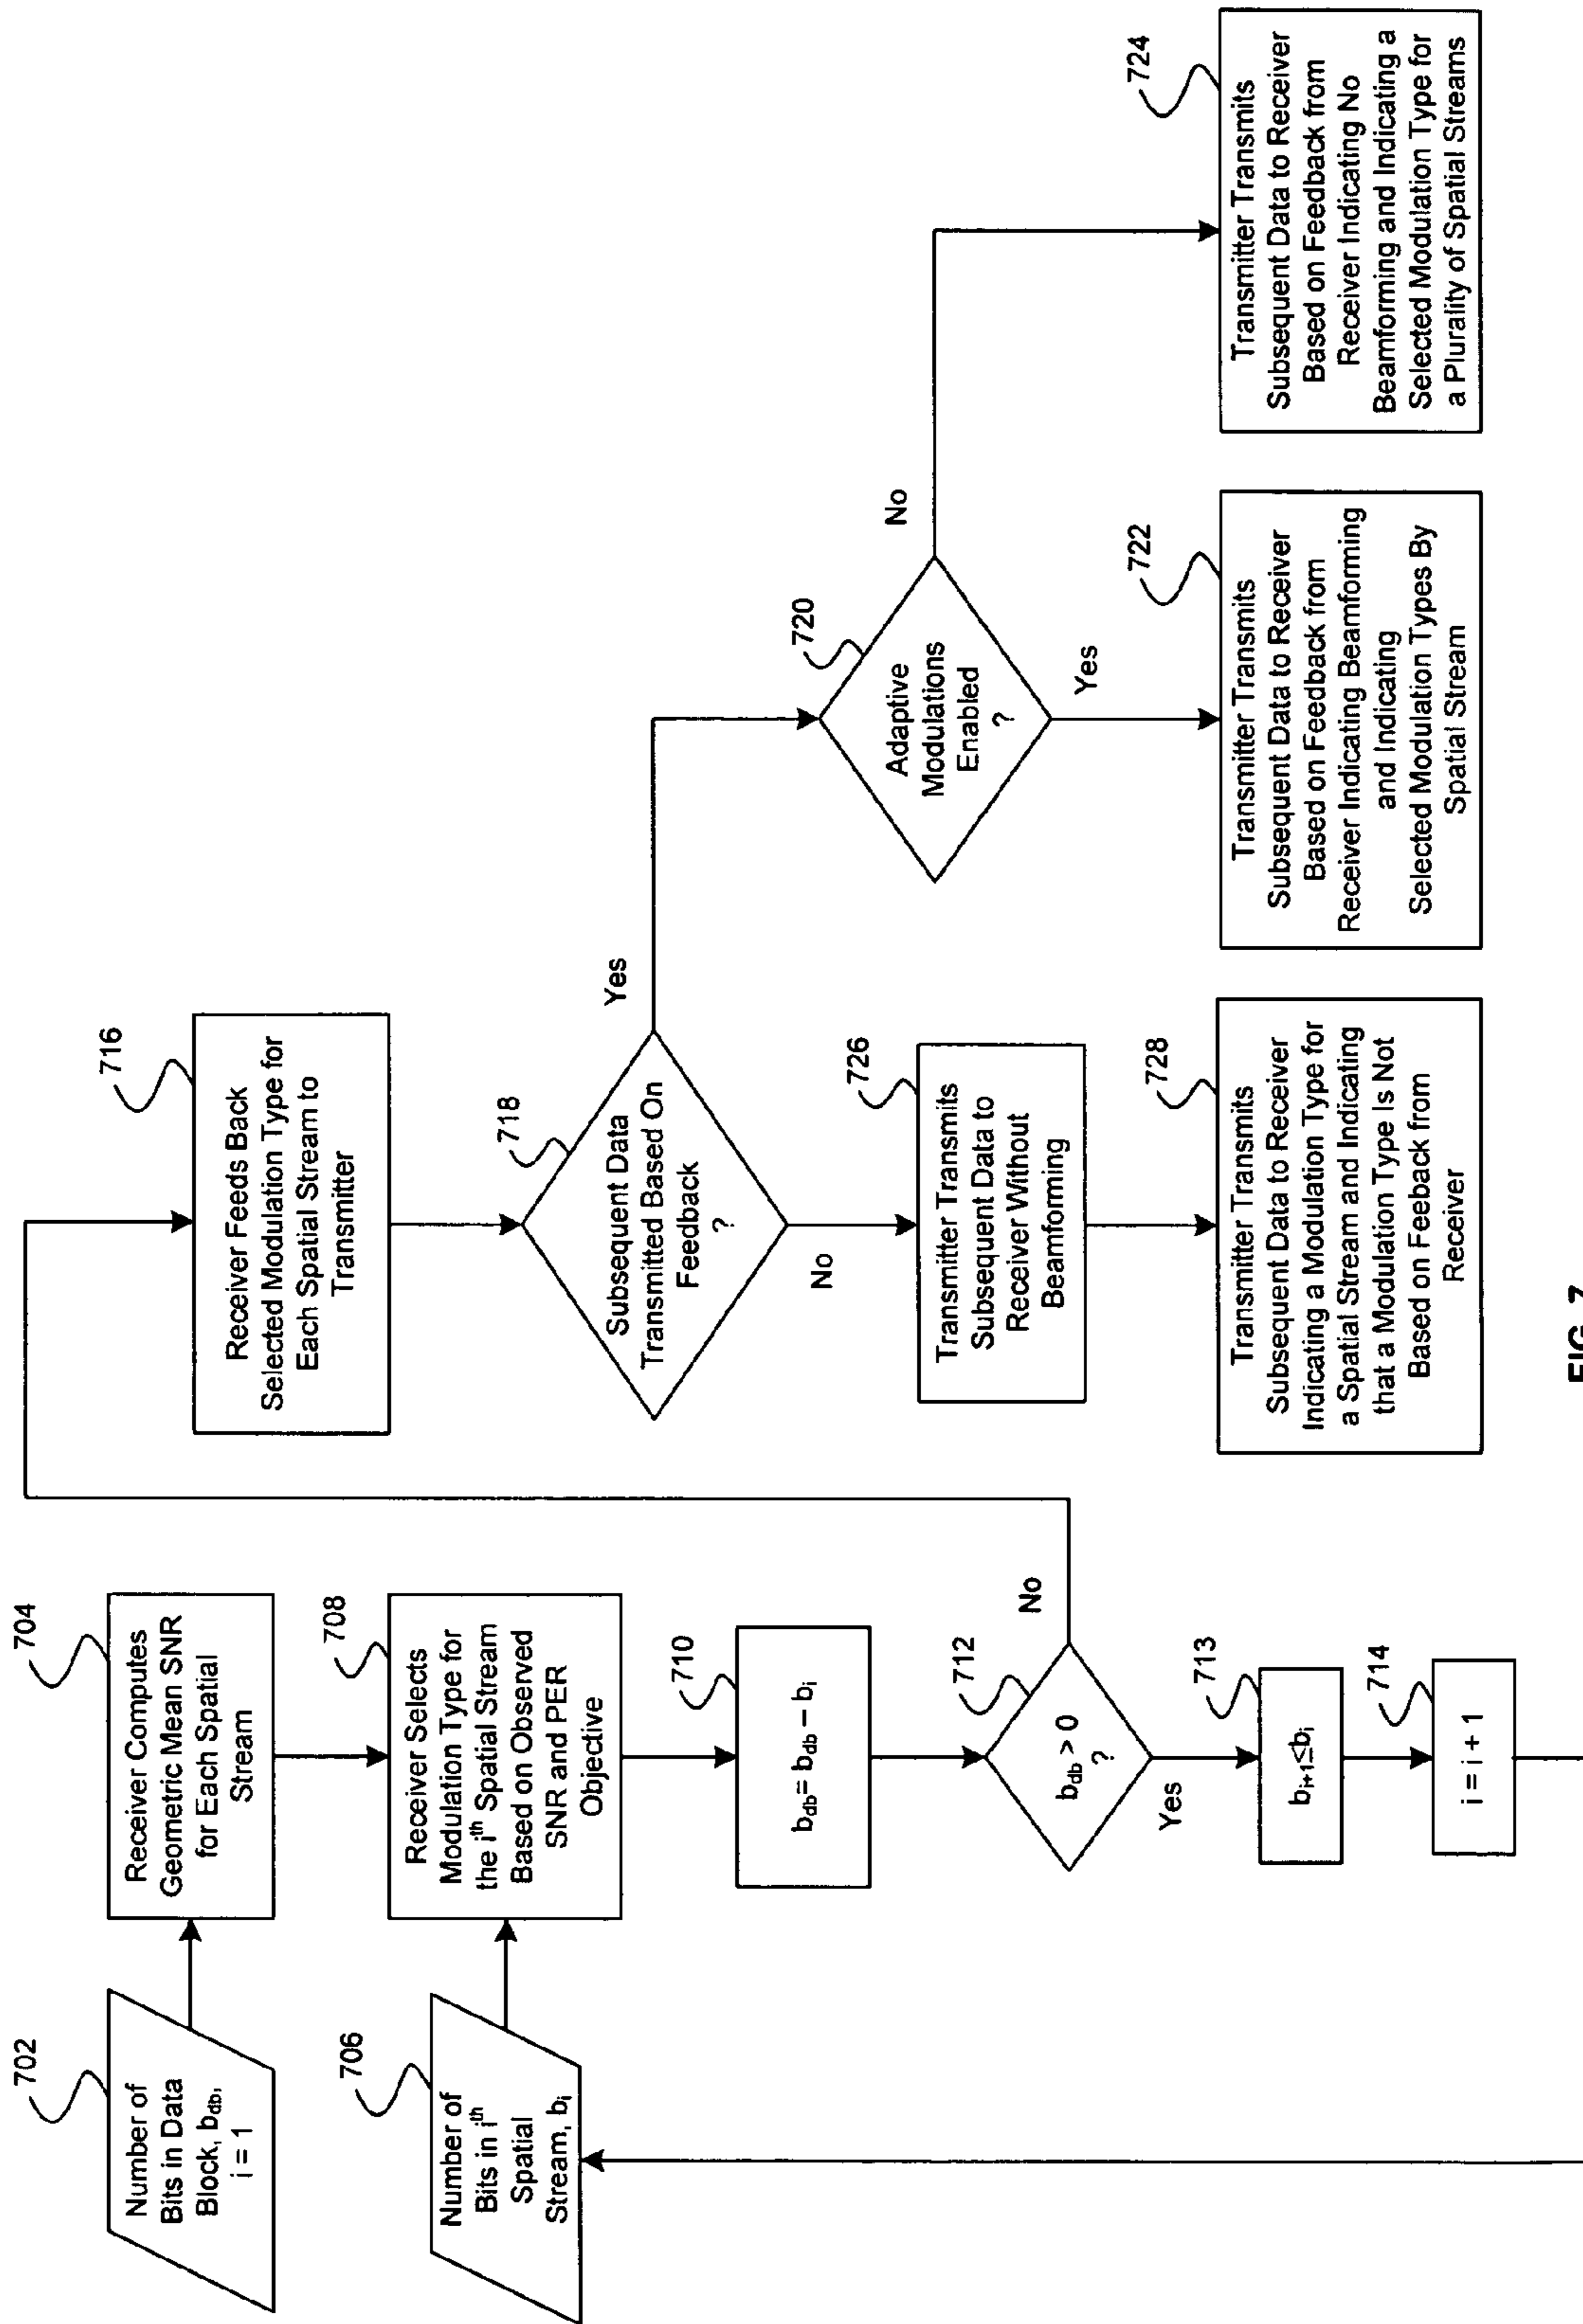 702
Number of
Bits in Data
Block, b_db,
i = 1
704
Receiver Computes
Geometric Mean SNR
for Each Spatial
Stream
706
Number of
Bits in i^th
Spatial
Stream, b_i
708
Receiver Selects
Modulation Type for
the i^th Spatial Stream
Based on Observed
SNR and PER
Objective
710
b_db = b_db – b_i
712
b_db > 0
?
No
Yes
713
b_i+1≤b_i
714
i = i + 1
716
Receiver Feeds Back
Selected Modulation Type for
Each Spatial Stream to
Transmitter
718
Subsequent Data
Transmitted Based On
Feedback
?
Yes
No
720
Adaptive
Modulations
Enabled
?
No
Yes
726
Transmitter Transmits
Subsequent Data to
Receiver Without
Beamforming
728
Transmitter Transmits
Subsequent Data to Receiver
Indicating a Modulation Type for
a Spatial Stream and Indicating
that a Modulation Type Is Not
Based on Feeback from
Receiver
722
Transmitter Transmits
Subsequent Data to Receiver
Based on Feedback from
Receiver Indicating Beamforming
and Indicating
Selected Modulation Types By
Spatial Stream
724
Transmitter Transmits
Subsequent Data to Receiver
Based on Feedback from
Receiver Indicating No
Beamforming and Indicating a
Selected Modulation Type for
a Plurality of Spatial Streams
FIG. 7